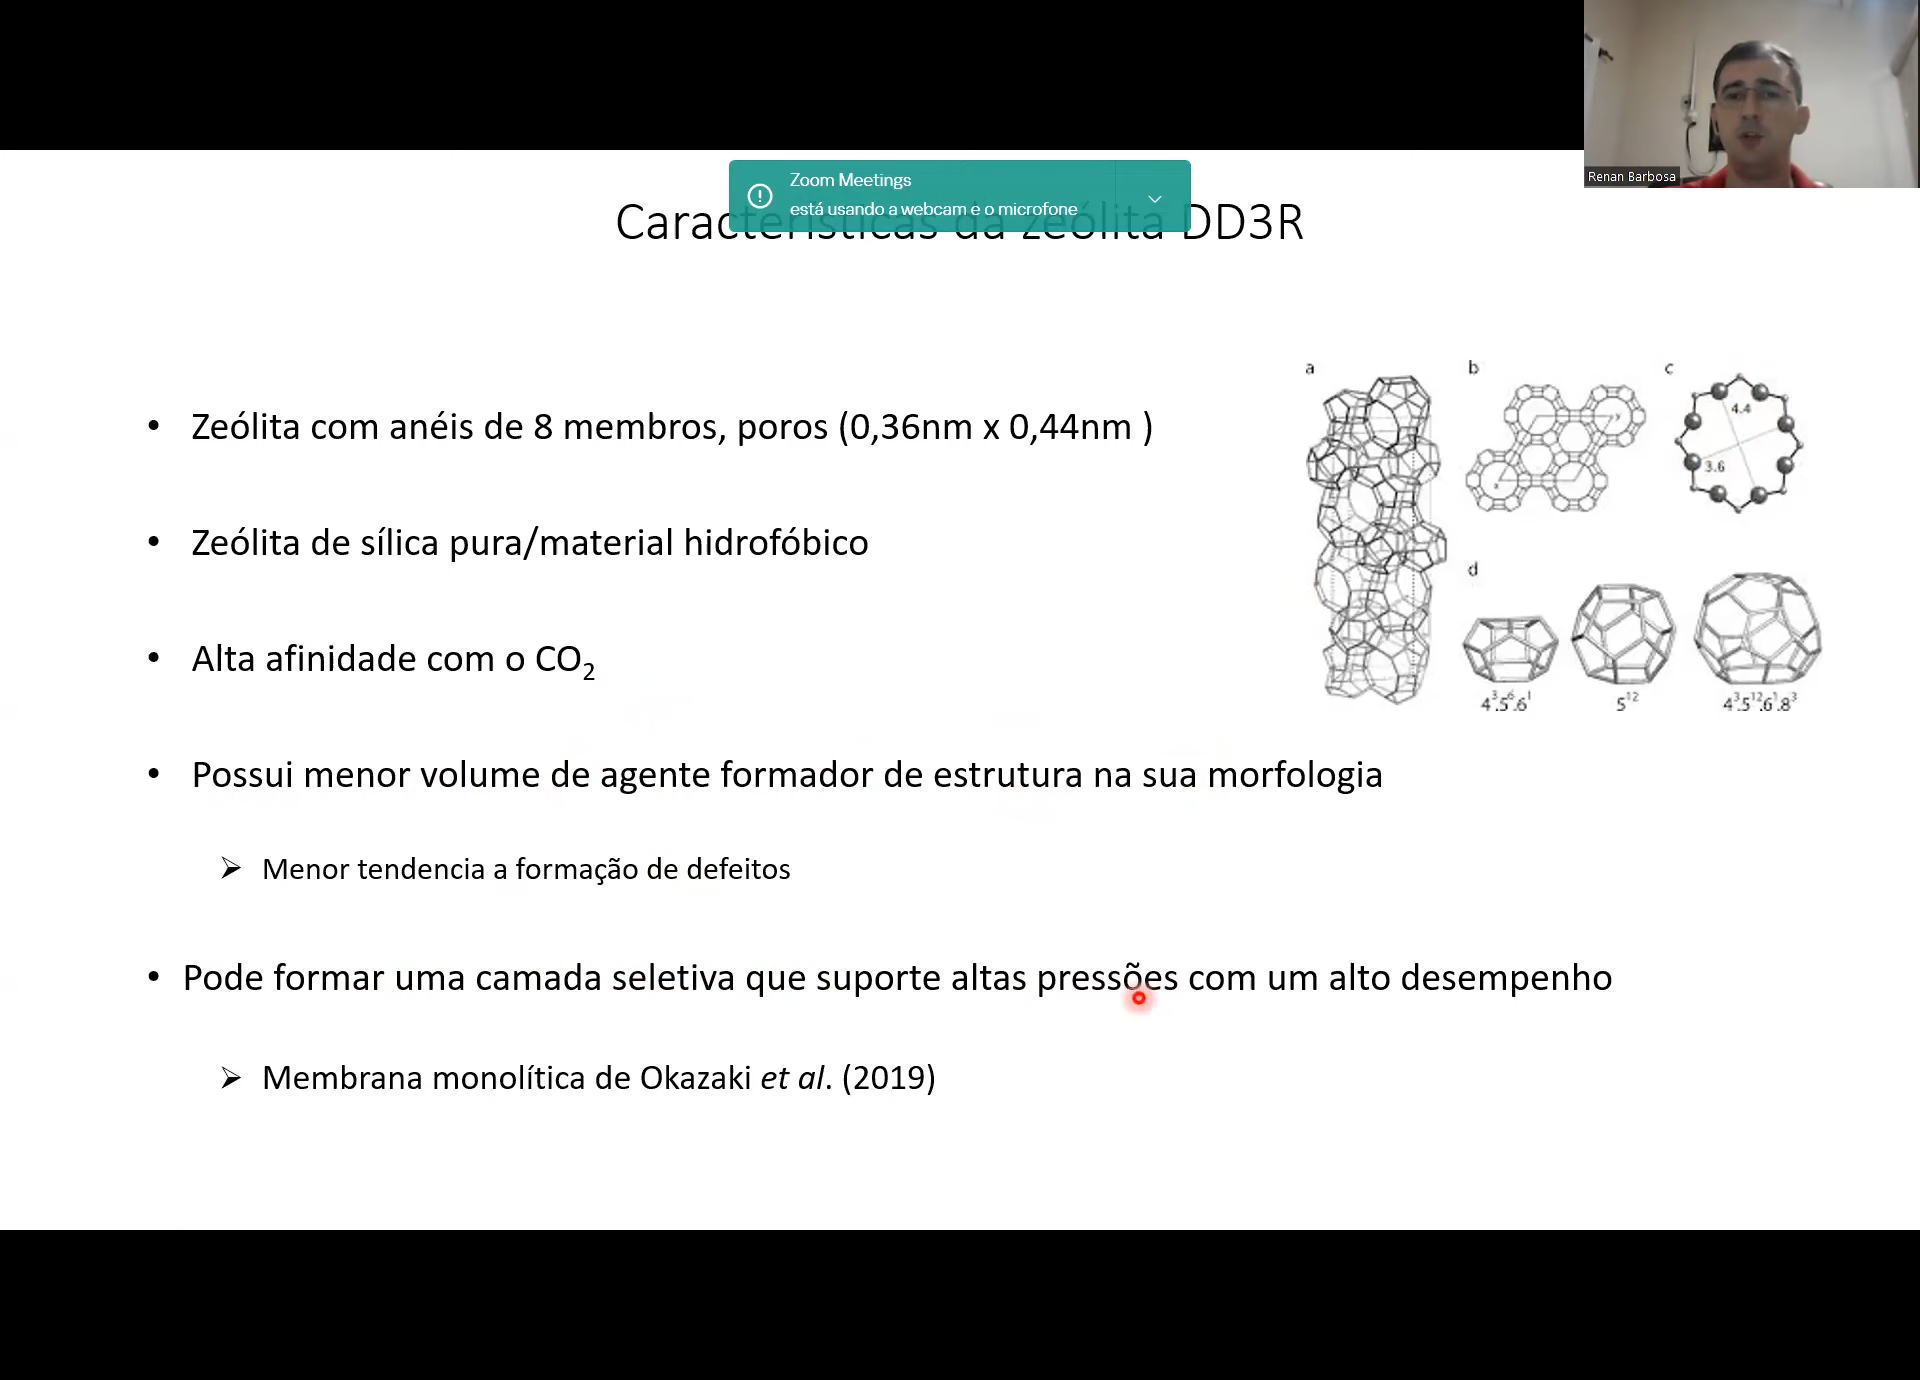 Renan Barbosa
Zoom Meetings
está usando a webcam e o microfone
Características da zeólita DD3R
• Zeólita com anéis de 8 membros, poros (0,36nm x 0,44nm )
• Zeólita de sílica pura/material hidrofóbico
• Alta afinidade com o CO₂
• Possui menor volume de agente formador de estrutura na sua morfologia
➢ Menor tendencia a formação de defeitos
• Pode formar uma camada seletiva que suporte altas pressões com um alto desempenho
➢ Membrana monolítica de Okazaki et al. (2019)
a
b
y
x
c
4.4
3.6
d
4³.5⁶.6¹
5¹²
4³.5¹².6¹.8³